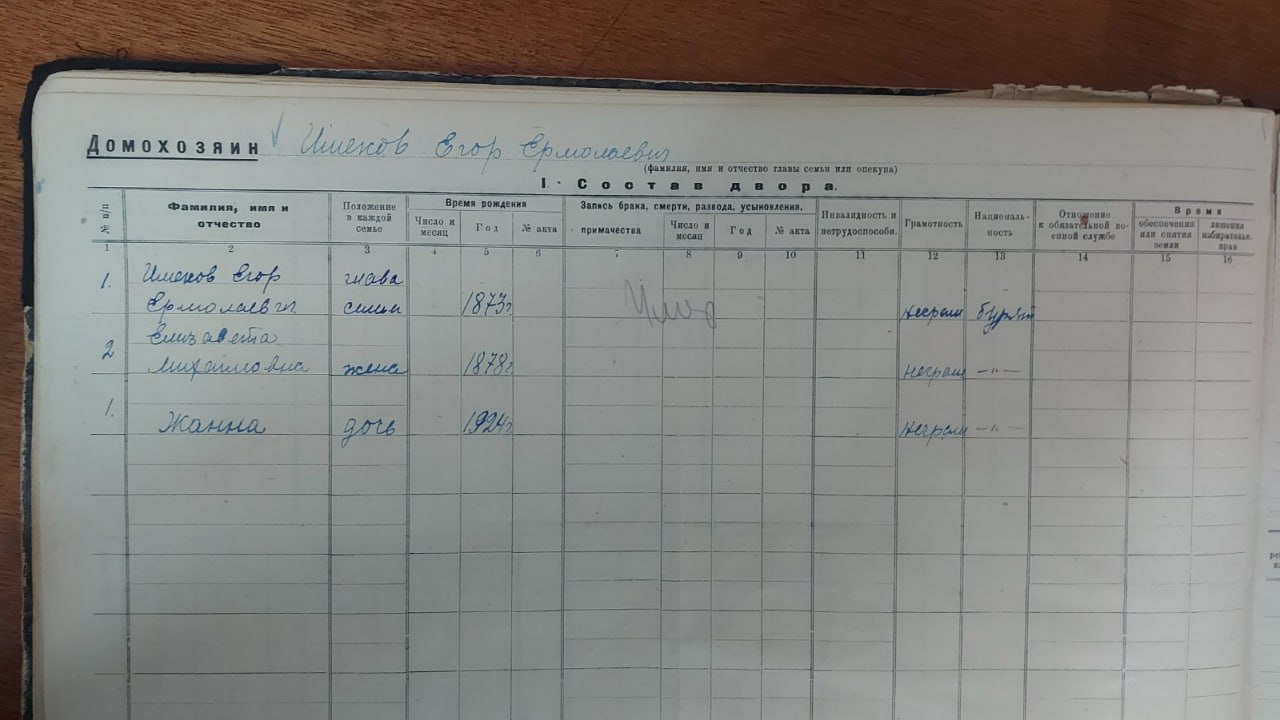 Домохозяин Имеков Егор Ермолаевич
(фамилия, имя и отчество главы семьи или опекуна)
I. Состав двора.
№ п/п
Фамилия, имя и отчество
Положение в каждой семье
Время рождения
Число и месяц
Год
№ акта
Запись брака, смерти, развода, усыновления,
примачества
Число и месяц
Год
№ акта
Инвалидность и нетрудоспособн.
Грамотность
Националь-
ность
Отношение к обязательной во-
енной службе
Время
обеспечения или снятия земли
лишения избирательн. прав
1 2 3 4 5 6 7 8 9 10 11 12 13 14 15 16
1. Имеков Егор глава
Ермолаевич семьи 1873г Умер неграм бурят
Елизавета
2 Михайловна жена 1878г неграм —"—
1.
Жанна дочь 1924г неграм —"—